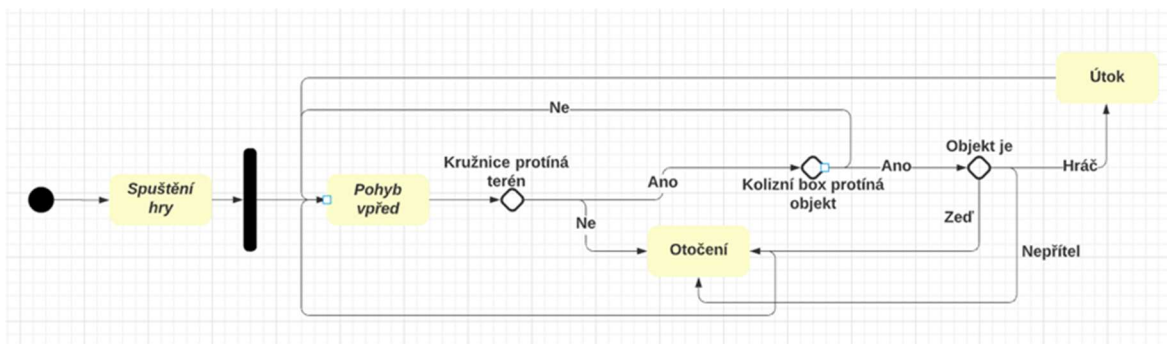 Útok
Ne
Spuštění
hry
Pohyb
vpřed
Kružnice protíná
terén
Ano
Ne
Otočení
Kolizní box protíná
objekt
Ano
Objekt je
Hráč
Zeď
Nepřítel